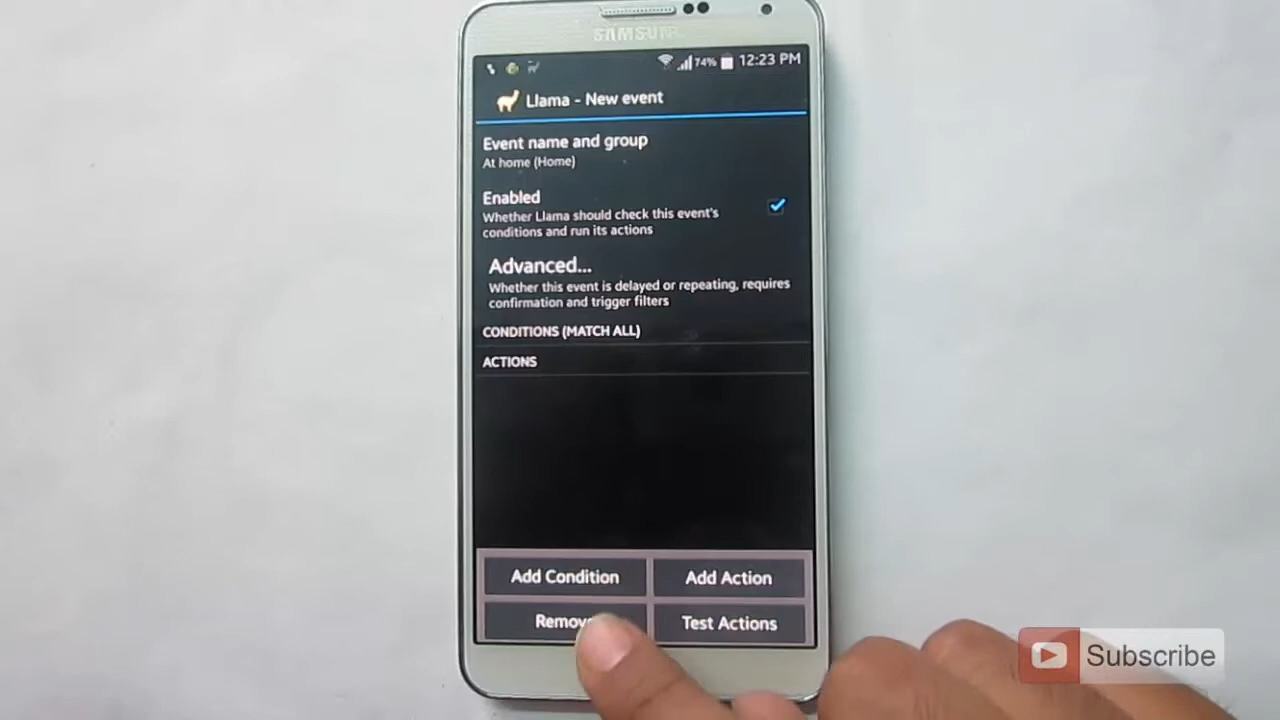 SAMSUNG
74% 12:23 PM
Llama - New event
Event name and group
At home (Home)
Enabled
Whether Llama should check this event's
conditions and run its actions
Advanced...
Whether this event is delayed or repeating, requires
confirmation and trigger filters
CONDITIONS (MATCH ALL)
ACTIONS
Add Condition Add Action
Test Actions
Subscribe